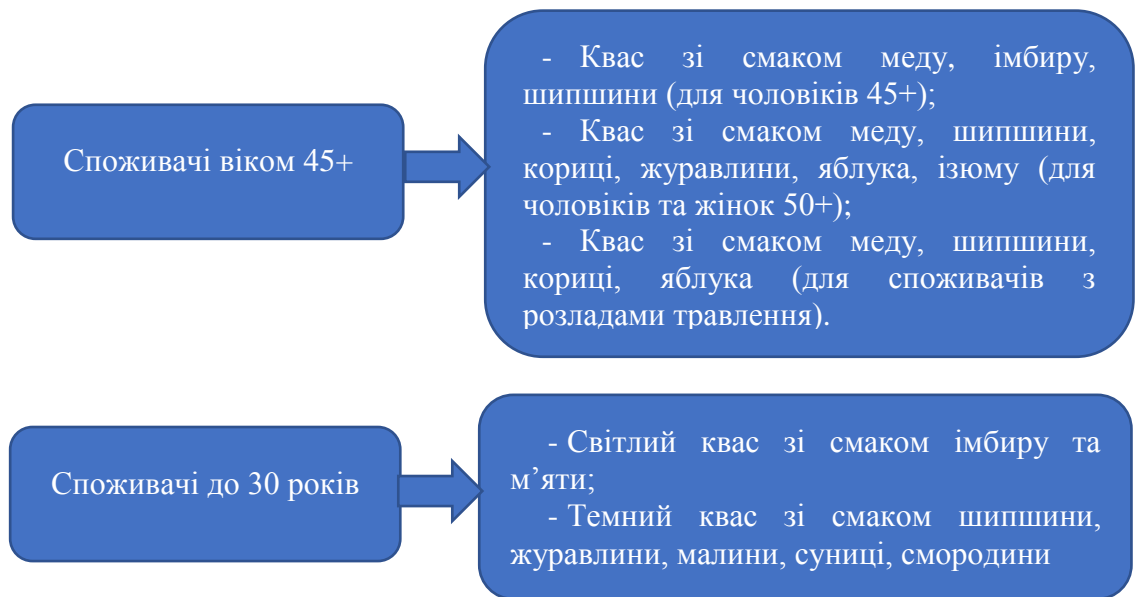 Споживачі віком 45+
- Квас зі смаком меду, імбиру,
шипшини (для чоловіків 45+);
- Квас зі смаком меду, шипшини,
кориці, журавлини, яблука, ізюму (для
чоловіків та жінок 50+);
- Квас зі смаком меду, шипшини,
кориці, яблука (для споживачів з
розладами травлення).
Споживачі до 30 років
- Світлий квас зі смаком імбиру та
м’яти;
- Темний квас зі смаком шипшини,
журавлини, малини, суниці, смородини